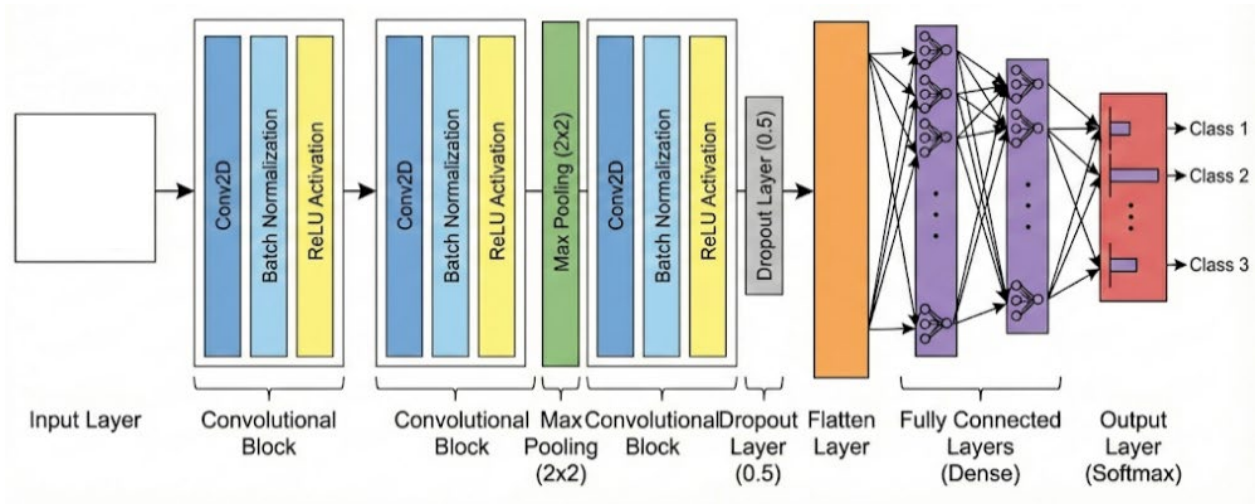 Conv2D
Batch Normalization
ReLU Activation
Conv2D
Batch Normalization
ReLU Activation
Max Pooling (2x2)
Conv2D
Batch Normalization
ReLU Activation
Dropout Layer (0.5)
Class 1
Class 2
Class 3
Input Layer
Convolutional
Block
Convolutional
Block
Max
Pooling
(2x2)
Convolutional
Block
Dropout
Layer
(0.5)
Flatten
Layer
Fully Connected
Layers
(Dense)
Output
Layer
(Softmax)